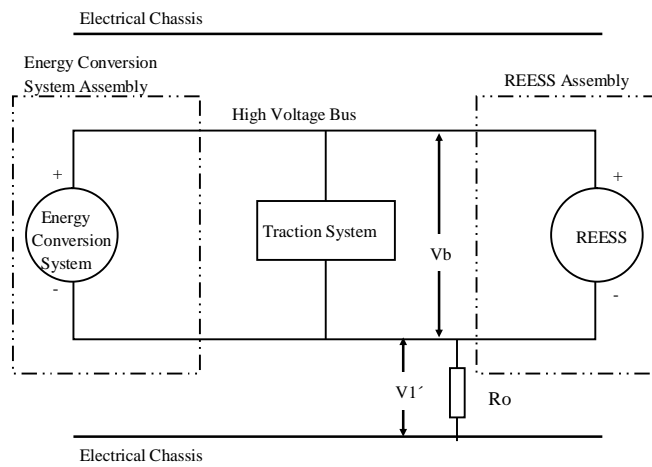 Electrical Chassis
Energy Conversion
System Assembly
REESS Assembly
High Voltage Bus
+
+
Energy
Conversion
System
Traction System
Vb
REESS
-
-
V1´
Ro
Electrical Chassis